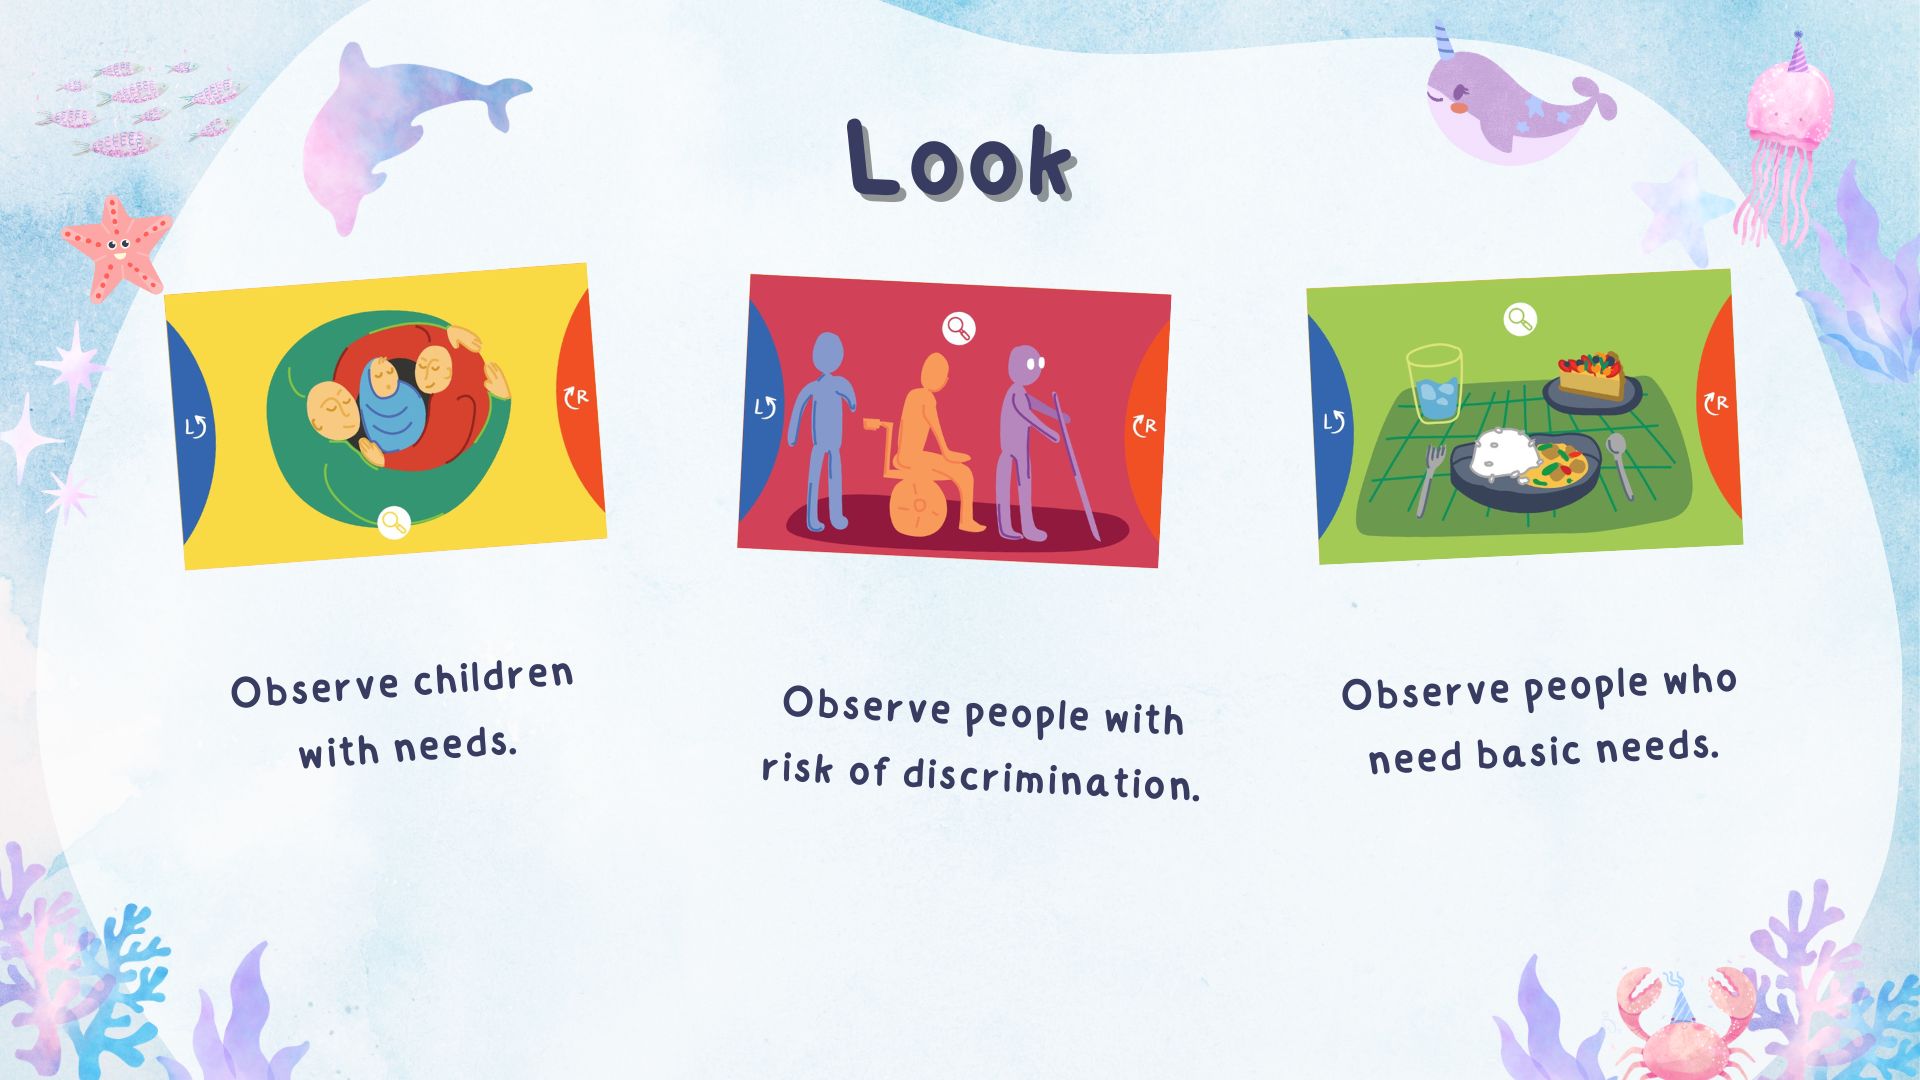 Look
L
R
L
R
L
R
Observe children
with needs.
Observe people with
risk of discrimination.
Observe people who
need basic needs.